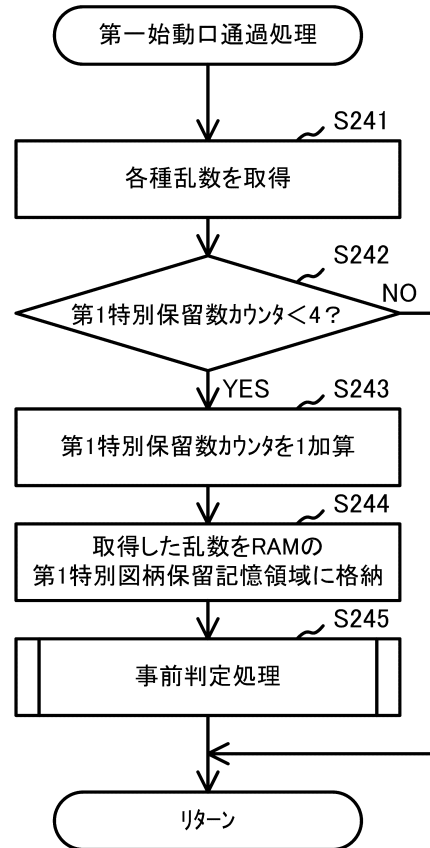 第一始動口通過処理
S241
各種乱数を取得
S242
第1特別保留数カウンタ<4?
NO
YES
S243
第1特別保留数カウンタを1加算
S244
取得した乱数をRAMの
第1特別図柄保留記憶領域に格納
S245
事前判定処理
リターン